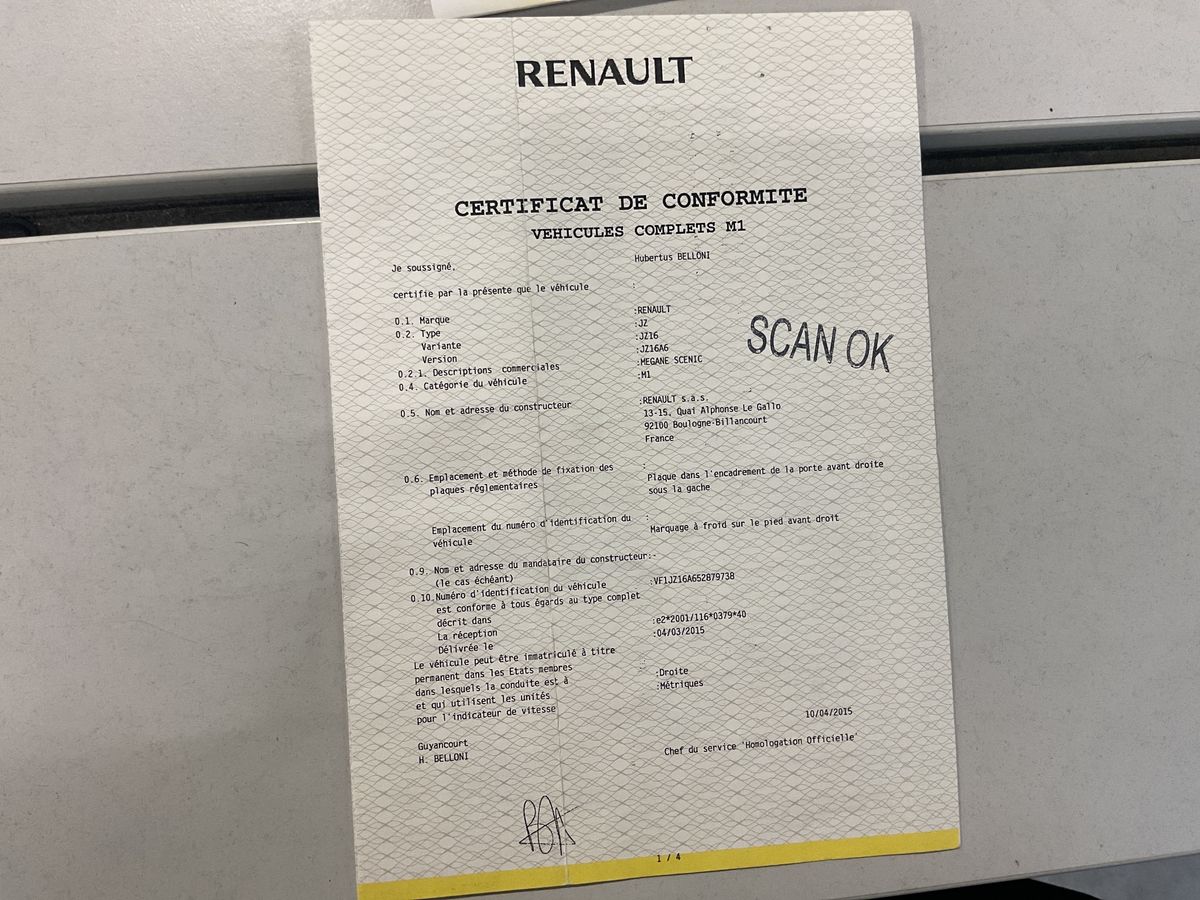 RENAULT
CERTIFICAT DE CONFORMITE
VEHICULES COMPLETS M1
Je soussigné, Hubertus BELLONI
certifie par la présente que le véhicule :
0.1. Marque :RENAULT
0.2. Type :JZ
Variante :JZ16
Version :JZ16A6
0.2.1. Descriptions commerciales :MEGANE SCENIC
0.4. Catégorie du véhicule :M1
SCAN OK
0.5. Nom et adresse du constructeur :RENAULT s.a.s.
13-15, Quai Alphonse Le Gallo
92100 Boulogne-Billancourt
France
0.6. Emplacement et méthode de fixation des : Plaque dans l'encadrement de la porte avant droite
plaques réglementaires sous la gache
Emplacement du numéro d'identification du : Marquage à froid sur le pied avant droit
véhicule
0.9. Nom et adresse du mandataire du constructeur:-
(le cas échéant)
0.10.Numéro d'identification du véhicule :VF1JZ16A652879738
est conforme à tous égards au type complet
décrit dans
La réception :e2*2001/116*0379*40
Délivrée le :04/03/2015
Le véhicule peut être immatriculé à titre :
permanent dans les Etats membres
dans lesquels la conduite est à :Droite
et qui utilisent les unités :Métriques
pour l'indicateur de vitesse
10/04/2015
Guyancourt
H. BELLONI
Chef du service 'Homologation Officielle'
1 / 4